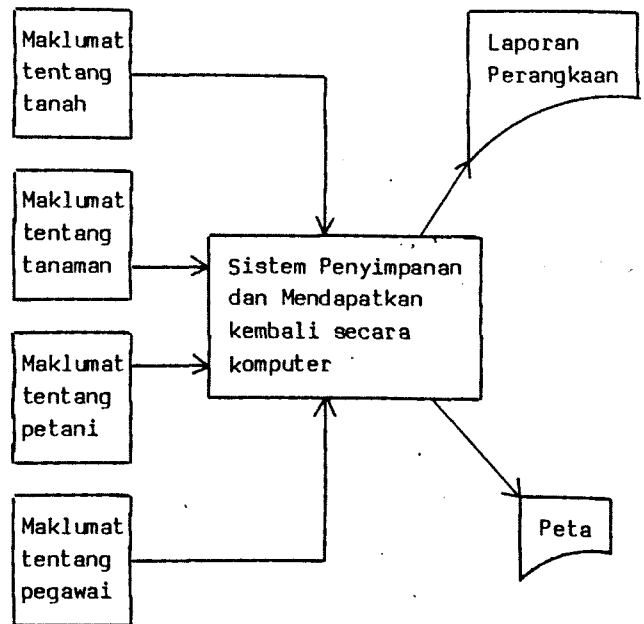 Maklumat
tentang
tanah
Maklumat
tentang
tanaman
Maklumat
tentang
petani
Maklumat
tentang
pegawai
Sistem Penyimpanan
dan Mendapatkan
kembali secara
komputer
Laporan
Perangkaan
Peta